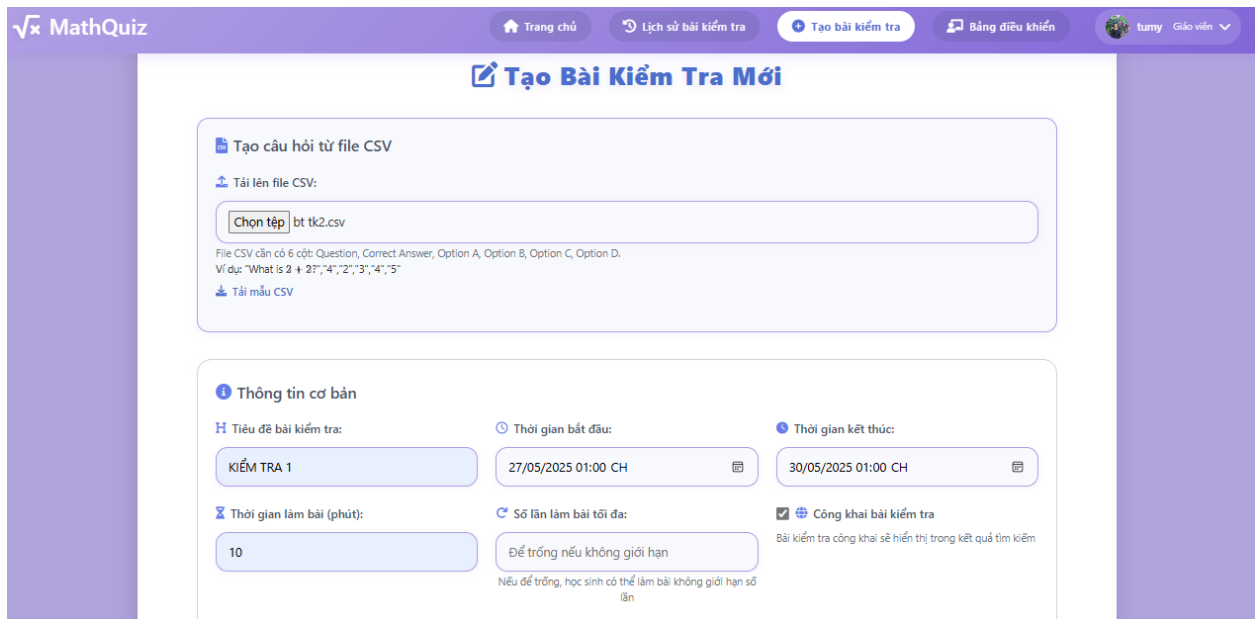 √x MathQuiz
Trang chủ
Lịch sử bài kiểm tra
Tạo bài kiểm tra
Bảng điều khiển
tumy Giáo viên
Tạo Bài Kiểm Tra Mới
Tạo câu hỏi từ file CSV
Tải lên file CSV:
Chọn tệp bt tk2.csv
File CSV cần có 6 cột: Question, Correct Answer, Option A, Option B, Option C, Option D.
Ví dụ: "What is 2 + 2?","4","2","3","4","5"
Tải mẫu CSV
Thông tin cơ bản
Tiêu đề bài kiểm tra:
KIỂM TRA 1
Thời gian bắt đầu:
27/05/2025 01:00 CH
Thời gian kết thúc:
30/05/2025 01:00 CH
Thời gian làm bài (phút):
10
Số lần làm bài tối đa:
Để trống nếu không giới hạn
Nếu để trống, học sinh có thể làm bài không giới hạn số
lần
Công khai bài kiểm tra
Bài kiểm tra công khai sẽ hiển thị trong kết quả tìm kiếm